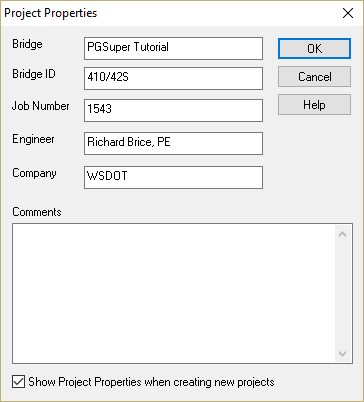 Project Properties
Bridge PGSuper Tutorial OK
Bridge ID 410/42S Cancel
Job Number 1543 Help
Engineer Richard Brice, PE
Company WSDOT
Comments
Show Project Properties when creating new projects